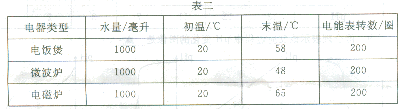 表二
电器类型 水量/毫升 初温/℃ 末温/℃ 电能表转数/圈
电饭煲 1000 20 58 200
微波炉 1000 20 48 200
电磁炉 1000 20 65 200